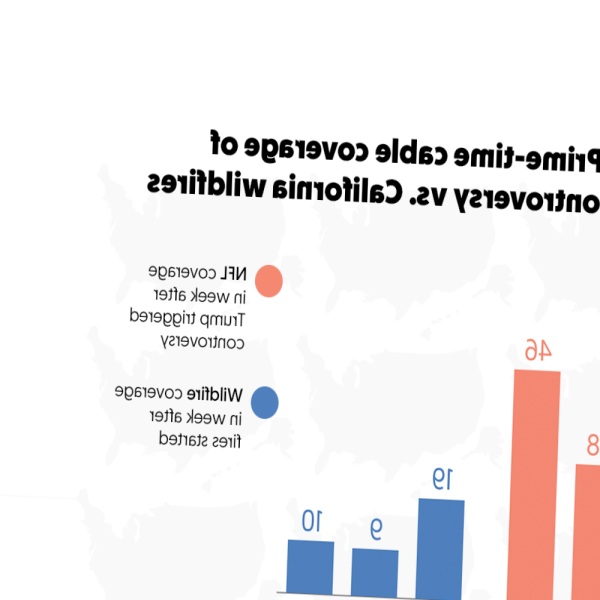 Prime-time cable coverage of
ontroversy vs. California wildfires
NFL coverage
in week after
Trump triggered
controversy
Wildfire coverage
in week after
fires started
46
8
19
9
10